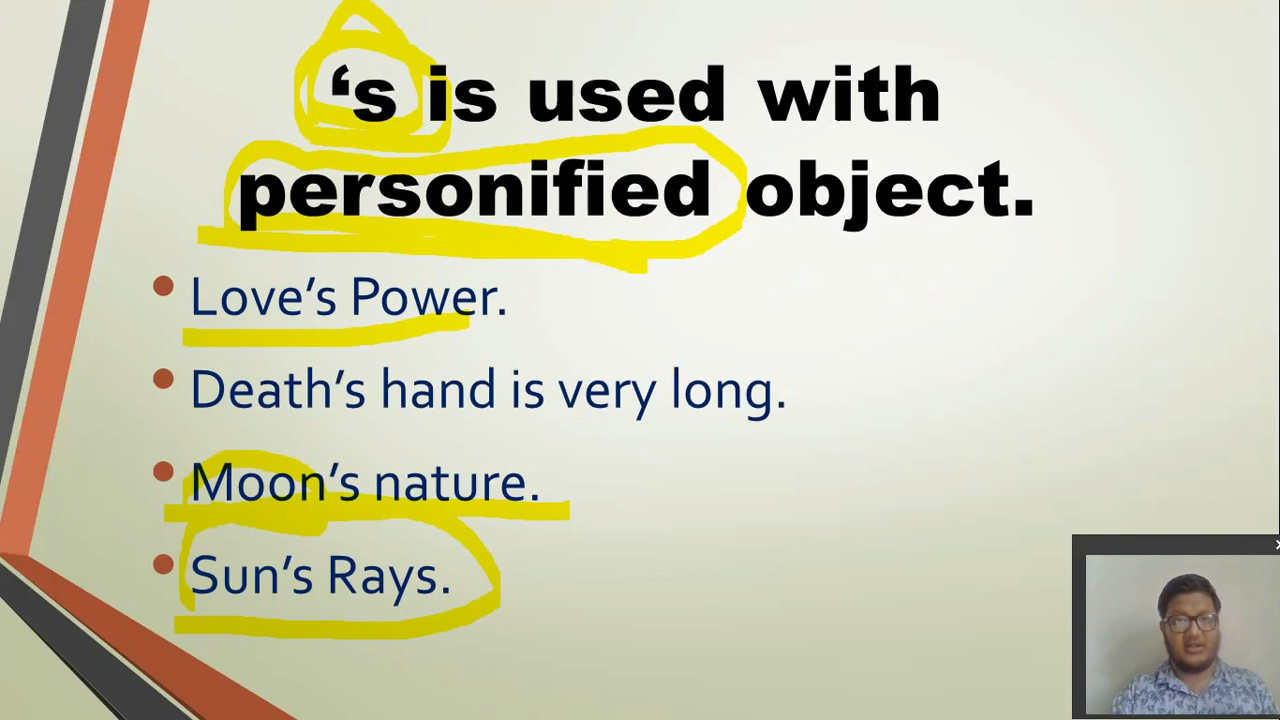 ‘s is used with
personified object.
• Love’s Power.
• Death’s hand is very long.
• Moon’s nature.
• Sun’s Rays.